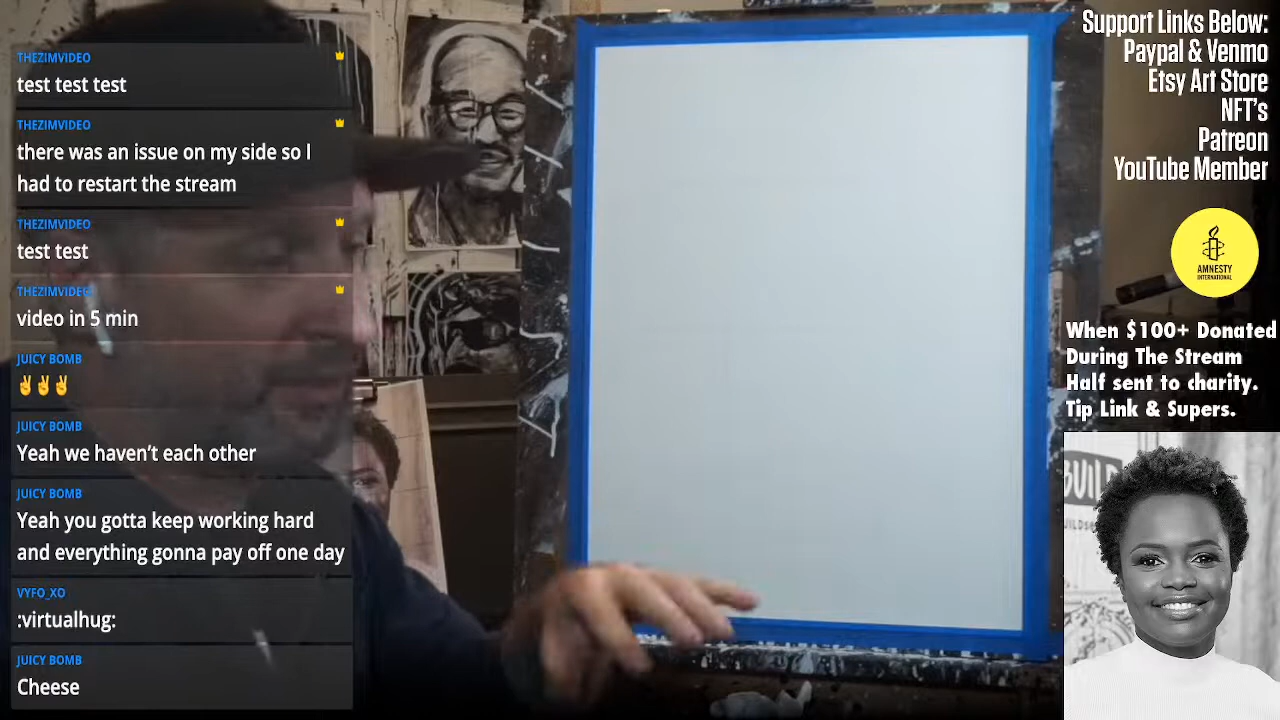 THEZIMVIDEO
test test test
THEZIMVIDEO
there was an issue on my side so I
had to restart the stream
THEZIMVIDEO
test test
THEZIMVIDEO
video in 5 min
JUICY BOMB
✌✌✌
JUICY BOMB
Yeah we haven't each other
JUICY BOMB
Yeah you gotta keep working hard
and everything gonna pay off one day
VYFO_XO
:virtualhug:
JUICY BOMB
Cheese
Support Links Below:
Paypal & Venmo
Etsy Art Store
NFT's
Patreon
YouTube Member
AMNESTY
INTERNATIONAL
When $100+ Donated
During The Stream
Half sent to charity.
Tip Link & Supers.
BUILD